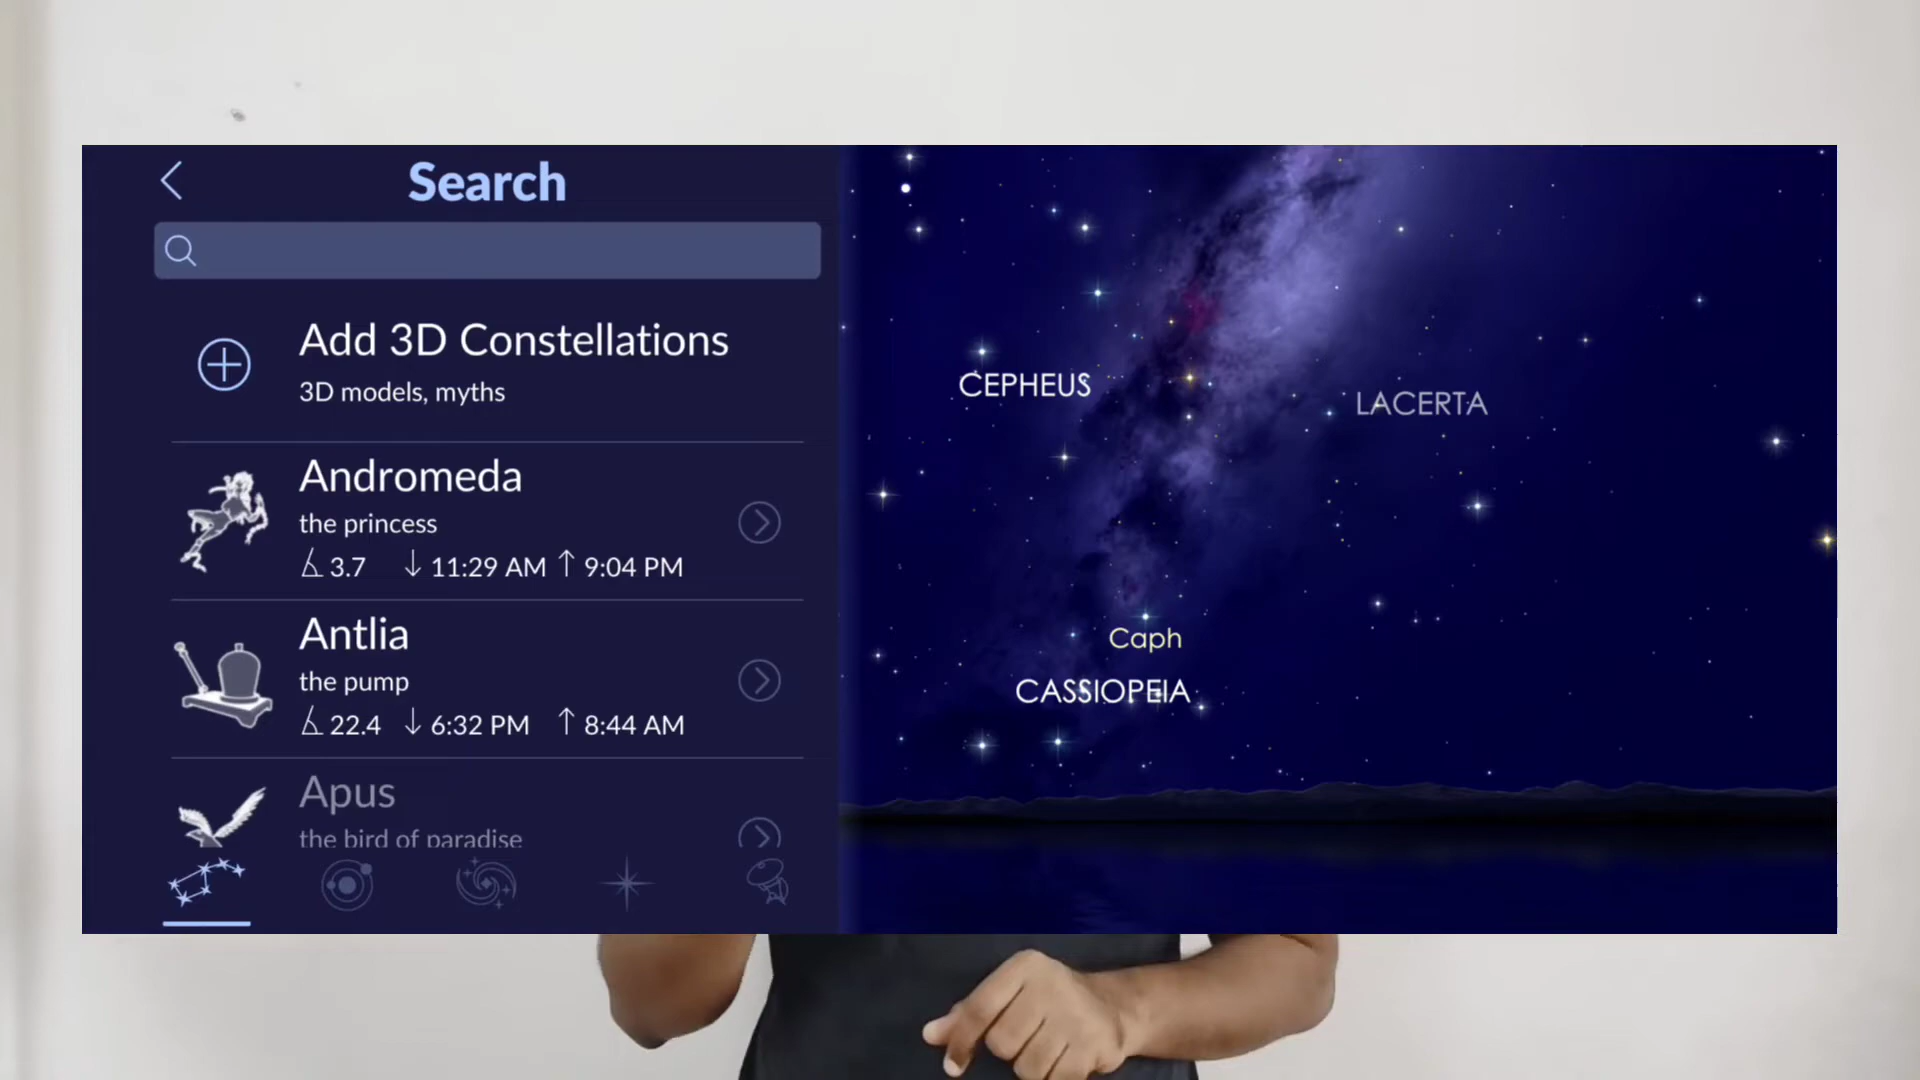 Search
Add 3D Constellations
3D models, myths
Andromeda
the princess
3.7 ↓ 11:29 AM ↑ 9:04 PM
Antlia
the pump
22.4 ↓ 6:32 PM ↑ 8:44 AM
Apus
the bird of paradise
CEPHEUS
LACERTA
Caph
CASSIOPEIA